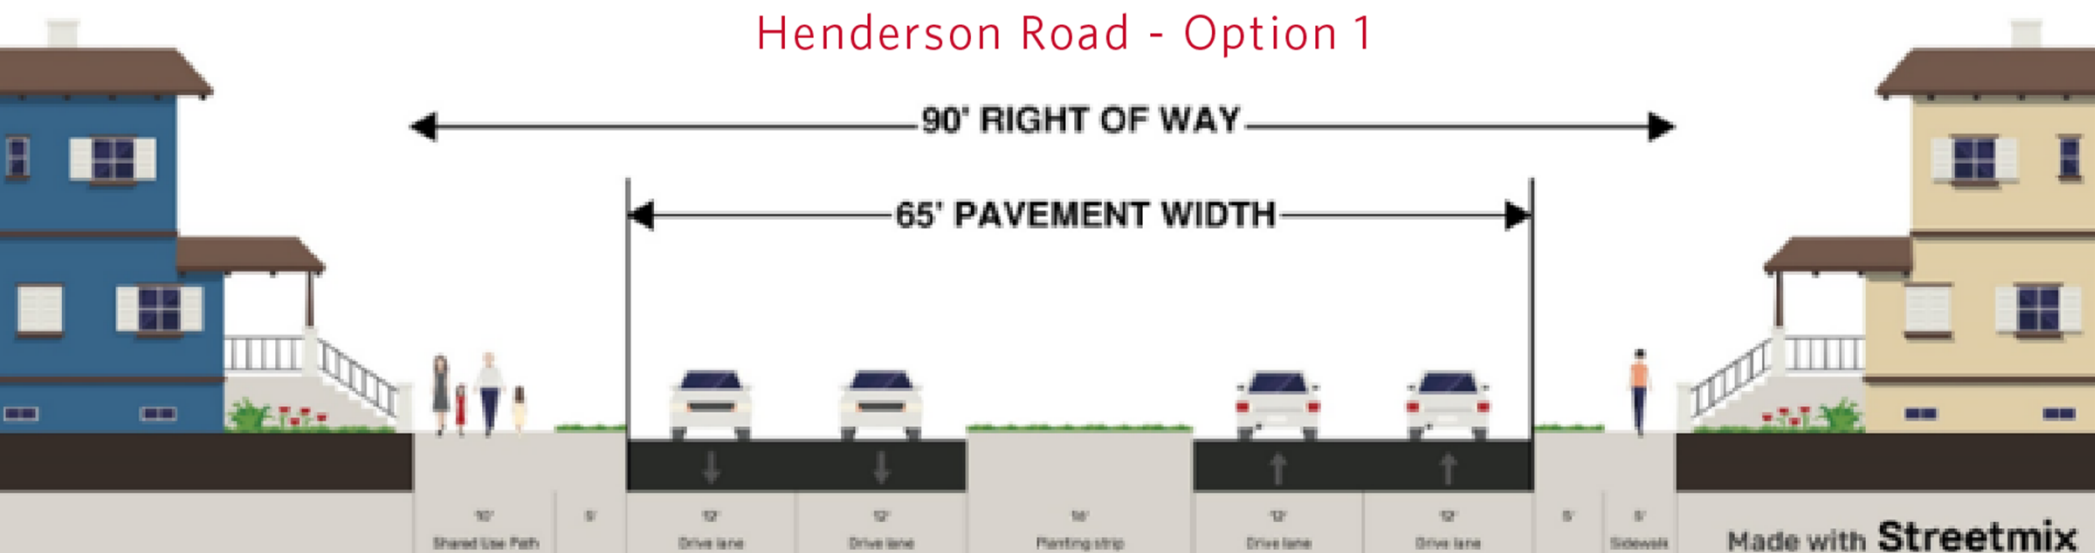 Henderson Road - Option 1
90' RIGHT OF WAY
65' PAVEMENT WIDTH
10' 5' 12' 12' 16' 12' 12' 5' 5'
Shared Use Path Drive lane Drive lane Planting strip Drive lane Drive lane Sidewalk
Made with Streetmix